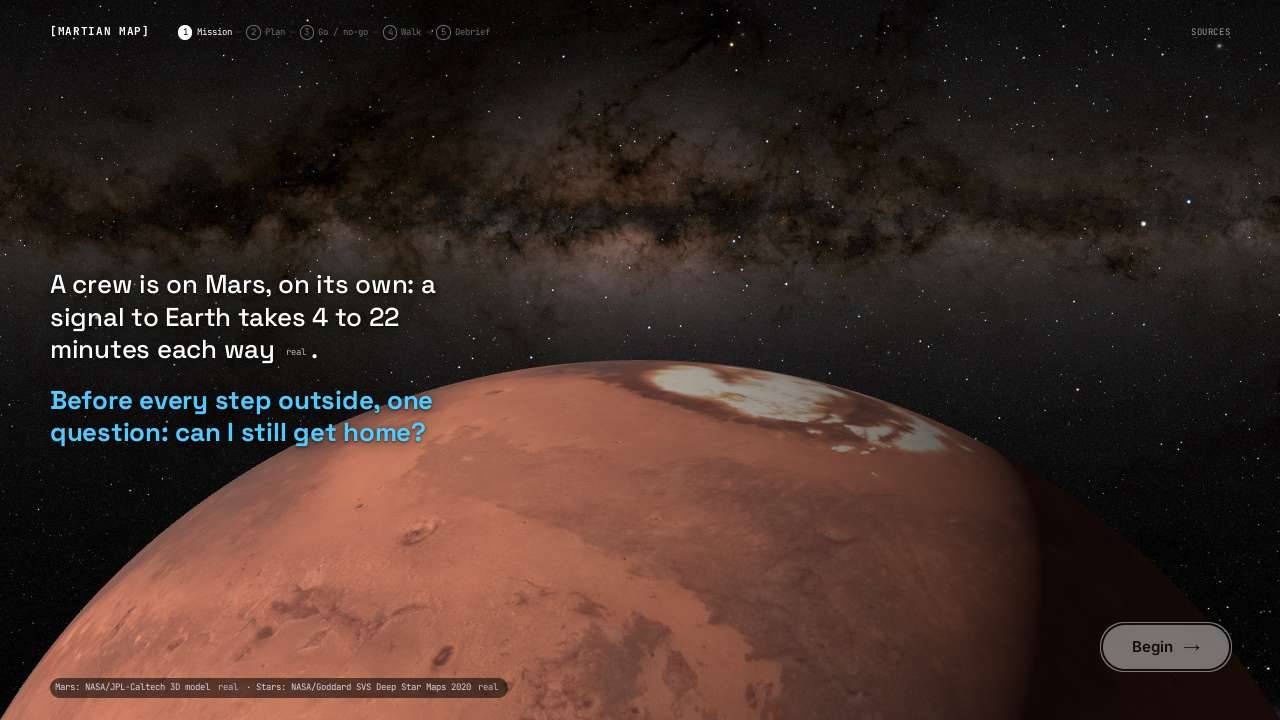 [MARTIAN MAP] 1 Mission 2 Plan 3 Go / no-go 4 Walk 5 Debrief SOURCES
A crew is on Mars, on its own: a
signal to Earth takes 4 to 22
minutes each way real .
Before every step outside, one
question: can I still get home?
Begin →
Mars: NASA/JPL-Caltech 3D model real · Stars: NASA/Goddard SVS Deep Star Maps 2020 real